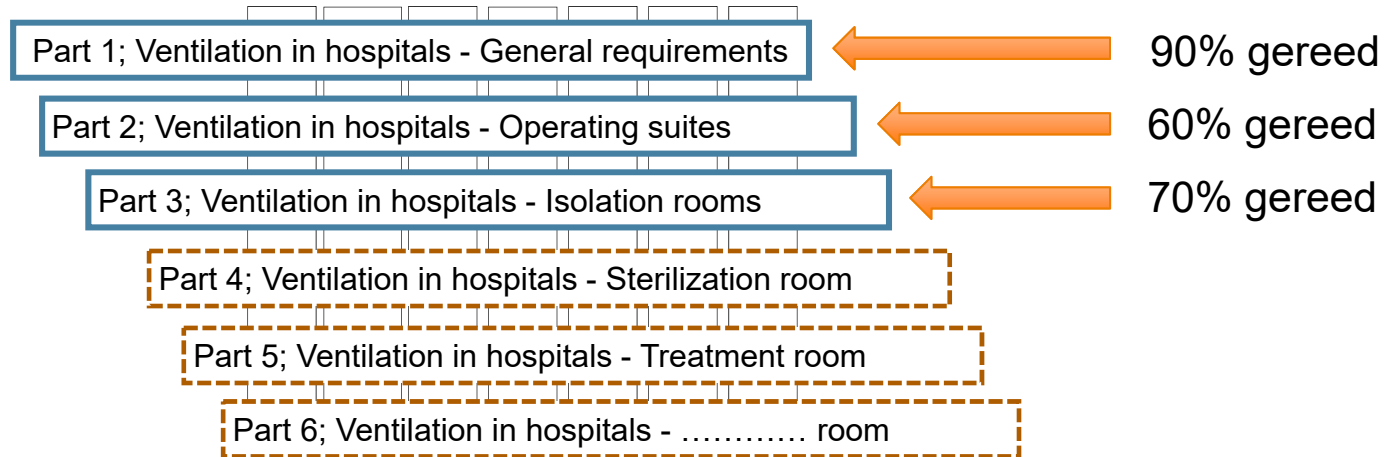 Part 1; Ventilation in hospitals - General requirements
90% gereed
Part 2; Ventilation in hospitals - Operating suites
60% gereed
Part 3; Ventilation in hospitals - Isolation rooms
70% gereed
Part 4; Ventilation in hospitals - Sterilization room
Part 5; Ventilation in hospitals - Treatment room
Part 6; Ventilation in hospitals - ………… room